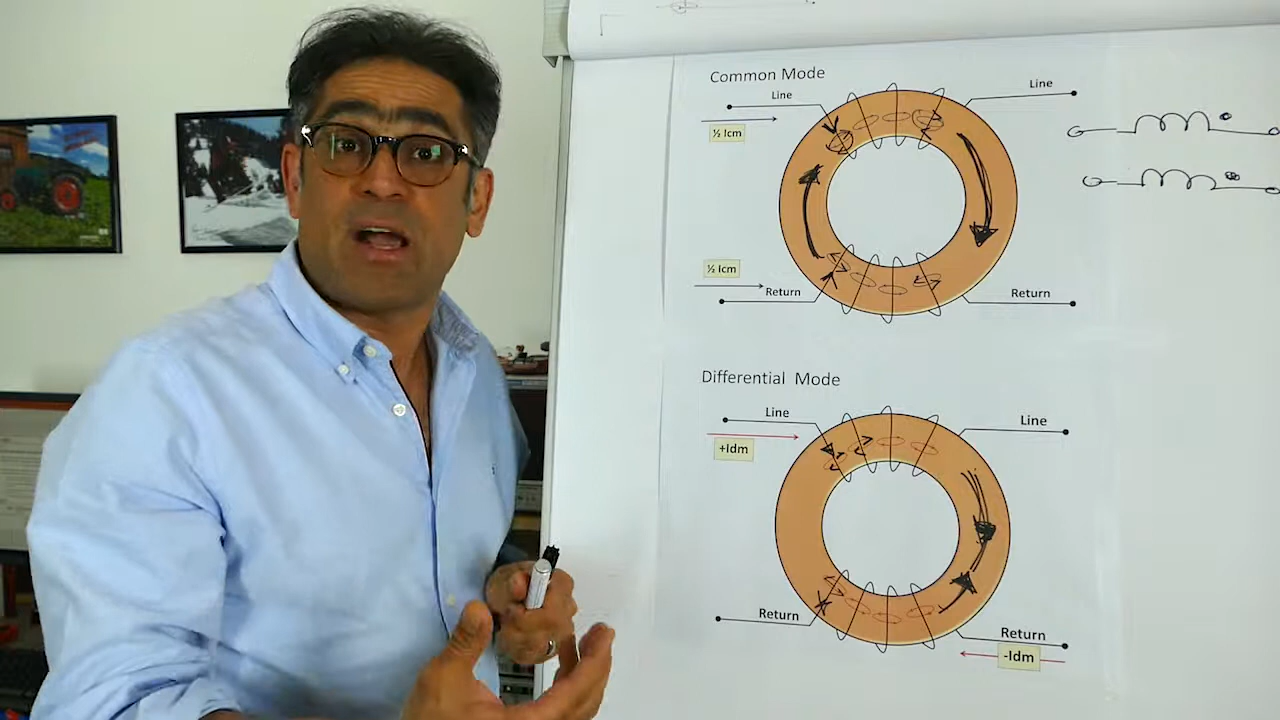 Common Mode
Line
Line
½ Icm
½ Icm
Return
Return
Differential Mode
Line
Line
+Idm
Return
Return
-Idm